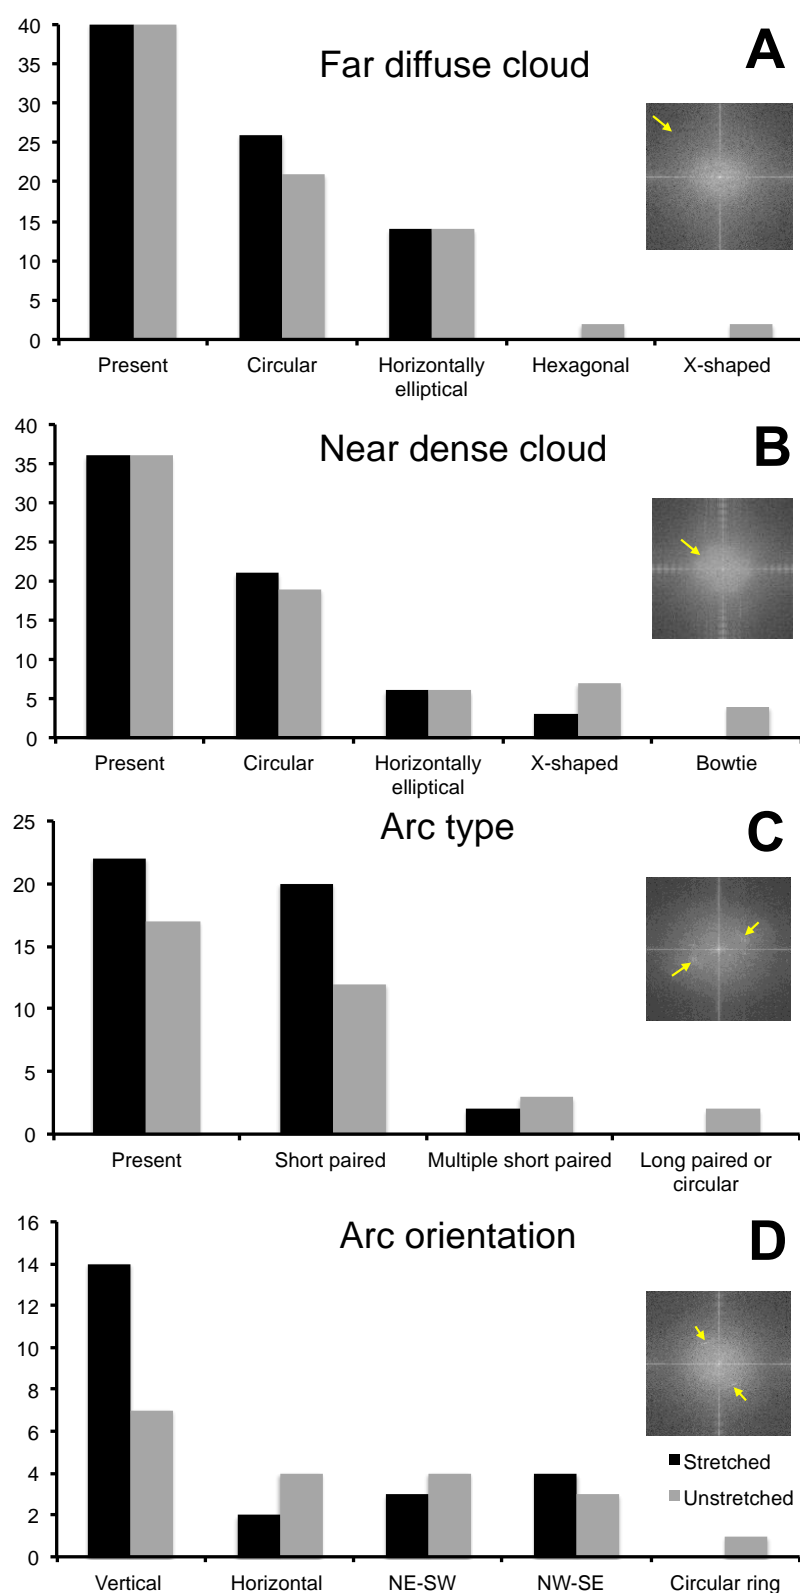 Far diffuse cloud
A
40
35
30
25
20
15
10
5
0
Present Circular Horizontally Hexagonal X-shaped
elliptical
Near dense cloud
B
40
35
30
25
20
15
10
5
0
Present Circular Horizontally X-shaped Bowtie
elliptical
Arc type
C
25
20
15
10
5
0
Present Short paired Multiple short paired Long paired or
circular
Arc orientation
D
16
14
12
10
8
6
4
2
0
Stretched
Unstretched
Vertical Horizontal NE-SW NW-SE Circular ring